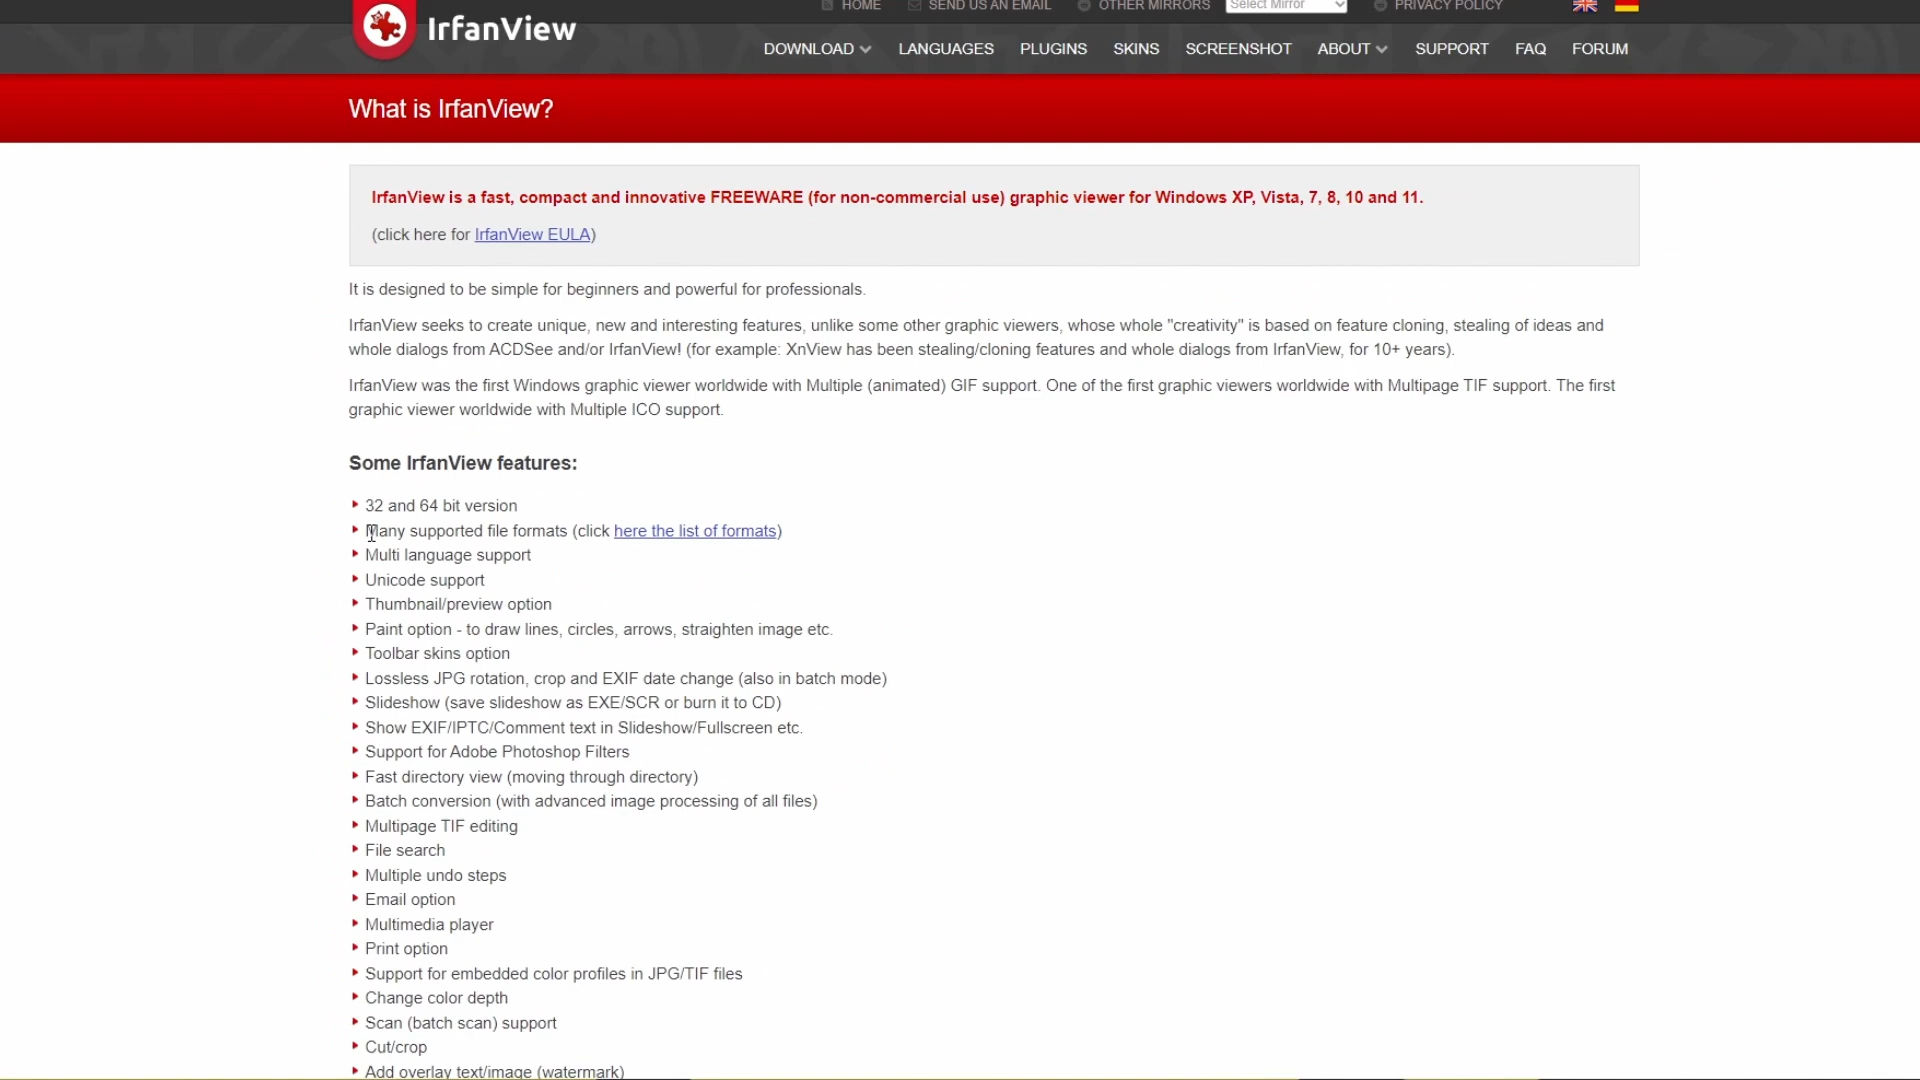 HOME SEND US AN EMAIL OTHER MIRRORS Select Mirror PRIVACY POLICY
IrfanView
DOWNLOAD LANGUAGES PLUGINS SKINS SCREENSHOT ABOUT SUPPORT FAQ FORUM
What is IrfanView?
IrfanView is a fast, compact and innovative FREEWARE (for non-commercial use) graphic viewer for Windows XP, Vista, 7, 8, 10 and 11.
(click here for IrfanView EULA)
It is designed to be simple for beginners and powerful for professionals.
IrfanView seeks to create unique, new and interesting features, unlike some other graphic viewers, whose whole "creativity" is based on feature cloning, stealing of ideas and
whole dialogs from ACDSee and/or IrfanView! (for example: XnView has been stealing/cloning features and whole dialogs from IrfanView, for 10+ years).
IrfanView was the first Windows graphic viewer worldwide with Multiple (animated) GIF support. One of the first graphic viewers worldwide with Multipage TIF support. The first
graphic viewer worldwide with Multiple ICO support.
Some IrfanView features:
32 and 64 bit version
Many supported file formats (click here the list of formats)
Multi language support
Unicode support
Thumbnail/preview option
Paint option - to draw lines, circles, arrows, straighten image etc.
Toolbar skins option
Lossless JPG rotation, crop and EXIF date change (also in batch mode)
Slideshow (save slideshow as EXE/SCR or burn it to CD)
Show EXIF/IPTC/Comment text in Slideshow/Fullscreen etc.
Support for Adobe Photoshop Filters
Fast directory view (moving through directory)
Batch conversion (with advanced image processing of all files)
Multipage TIF editing
File search
Multiple undo steps
Email option
Multimedia player
Print option
Support for embedded color profiles in JPG/TIF files
Change color depth
Scan (batch scan) support
Cut/crop
Add overlay text/image (watermark)